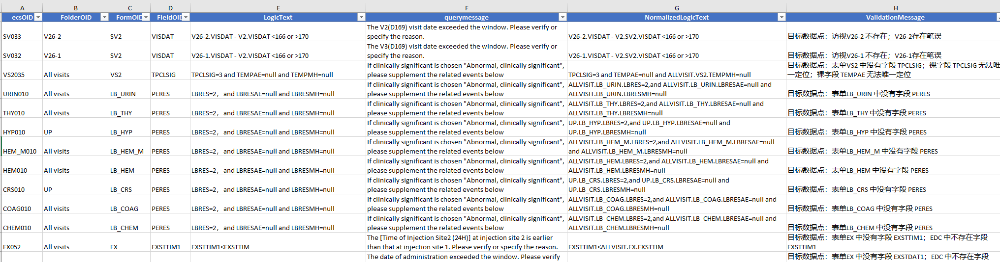 A B C D E F G H
ecsOID FolderOID FormOID FieldOID LogicText querymessage NormalizedLogicText ValidationMessage
The V2(D169) visit date exceeded the window. Please verify or
SV033 V26-2 SV2 VISDAT V26-2.VISDAT - V2.VISDAT <166 or >170 specify the reason. V26-2.VISDAT - V2.SV2.VISDAT <166 or >170 目标数据点：访视V26-2 不存在；V26-2存在笔误
The V3(D169) visit date exceeded the window. Please verify or
SV032 V26-1 SV2 VISDAT V26-1.VISDAT - V2.VISDAT <166 or >170 specify the reason. V26-1.VISDAT - V2.SV2.VISDAT <166 or >170 目标数据点：访视V26-1 不存在；V26-1存在笔误
If clinically significant is chosen "Abnormal, clinically significant", 目标数据点：表单VS2 中没有字段 TPCLSIG；裸字段 TPCLSIG 无法唯
VS2035 All visits VS2 TPCLSIG TPCLSIG=3 and TEMPAE=null and TEMPMH=null please supplement the related events below TPCLSIG=3 and TEMPAE=null and ALLVISIT.VS2.TEMPMH=null 一定位；裸字段 TEMPAE 无法唯一定位
If clinically significant is chosen "Abnormal, clinically significant", ALLVISIT.LB_URIN.LBRES=2,and ALLVISIT.LB_URIN.LBRESAE=null and
URIN010 All visits LB_URIN PERES LBRES=2，and LBRESAE=null and LBRESMH=null please supplement the related events below ALLVISIT.LB_URIN.LBRESMH=null 目标数据点：表单LB_URIN 中没有字段 PERES
If clinically significant is chosen "Abnormal, clinically significant", ALLVISIT.LB_THY.LBRES=2,and ALLVISIT.LB_THY.LBRESAE=null and
THY010 All visits LB_THY PERES LBRES=2，and LBRESAE=null and LBRESMH=null please supplement the related events below ALLVISIT.LB_THY.LBRESMH=null 目标数据点：表单LB_THY 中没有字段 PERES
If clinically significant is chosen "Abnormal, clinically significant", UP.LB_HYP.LBRES=2,and UP.LB_HYP.LBRESAE=null and
HYP010 UP LB_HYP PERES LBRES=2，and LBRESAE=null and LBRESMH=null please supplement the related events below UP.LB_HYP.LBRESMH=null 目标数据点：表单LB_HYP 中没有字段 PERES
If clinically significant is chosen "Abnormal, clinically significant", ALLVISIT.LB_HEM_M.LBRES=2,and ALLVISIT.LB_HEM_M.LBRESAE=null
HEM_M010 All visits LB_HEM_M PERES LBRES=2，and LBRESAE=null and LBRESMH=null please supplement the related events below and ALLVISIT.LB_HEM_M.LBRESMH=null 目标数据点：表单LB_HEM_M 中没有字段 PERES
If clinically significant is chosen "Abnormal, clinically significant", ALLVISIT.LB_HEM.LBRES=2,and ALLVISIT.LB_HEM.LBRESAE=null and
HEM010 All visits LB_HEM PERES LBRES=2，and LBRESAE=null and LBRESMH=null please supplement the related events below ALLVISIT.LB_HEM.LBRESMH=null 目标数据点：表单LB_HEM 中没有字段 PERES
If clinically significant is chosen "Abnormal, clinically significant", UP.LB_CRS.LBRES=2,and UP.LB_CRS.LBRESAE=null and
CRS010 UP LB_CRS PERES LBRES=2，and LBRESAE=null and LBRESMH=null please supplement the related events below UP.LB_CRS.LBRESMH=null 目标数据点：表单LB_CRS 中没有字段 PERES
If clinically significant is chosen "Abnormal, clinically significant", ALLVISIT.LB_COAG.LBRES=2,and ALLVISIT.LB_COAG.LBRESAE=null and
COAG010 All visits LB_COAG PERES LBRES=2，and LBRESAE=null and LBRESMH=null please supplement the related events below ALLVISIT.LB_COAG.LBRESMH=null 目标数据点：表单LB_COAG 中没有字段 PERES
If clinically significant is chosen "Abnormal, clinically significant", ALLVISIT.LB_CHEM.LBRES=2,and ALLVISIT.LB_CHEM.LBRESAE=null and
CHEM010 All visits LB_CHEM PERES LBRES=2，and LBRESAE=null and LBRESMH=null please supplement the related events below ALLVISIT.LB_CHEM.LBRESMH=null 目标数据点：表单LB_CHEM 中没有字段 PERES
The [Time of Injection Site2 (24H)] at injection site 2 is earlier 目标数据点：表单EX 中没有字段 EXSTTIM1；EDC 中不存在字段
EX052 All visits EX EXSTTIM1 EXSTTIM1<EXSTTIM than that at injection site 1. Please verify or specify the reason. EXSTTIM1<ALLVISIT.EX.EXSTTIM EXSTTIM1
The date of administration exceeded the window. Please verify 目标数据点：表单EX 中没有字段 EXSTDAT1；EDC 中不存在字段